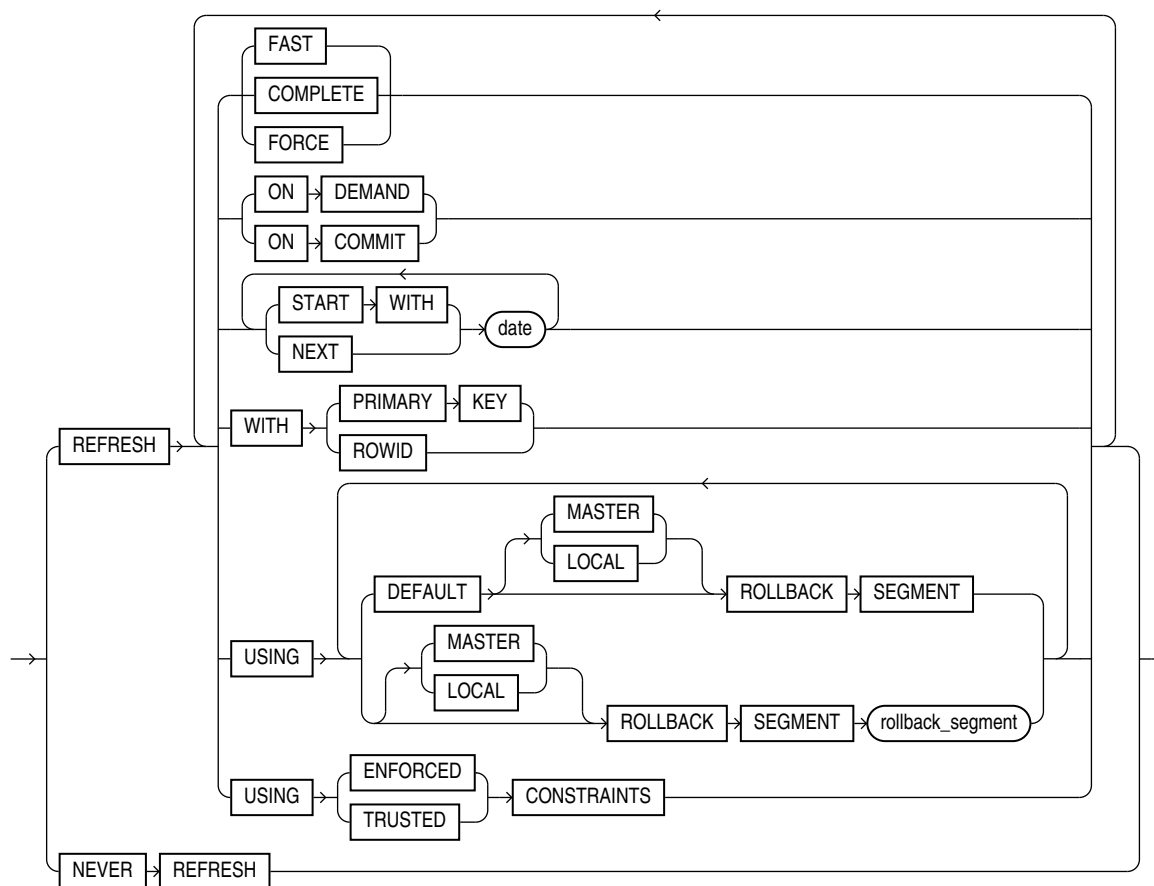 FAST
COMPLETE
FORCE
ON DEMAND
ON COMMIT
START WITH
date
NEXT
PRIMARY KEY
WITH
REFRESH
ROWID
MASTER
LOCAL
DEFAULT
ROLLBACK SEGMENT
MASTER
USING
LOCAL
ROLLBACK SEGMENT rollback_segment
ENFORCED
USING
CONSTRAINTS
TRUSTED
NEVER REFRESH